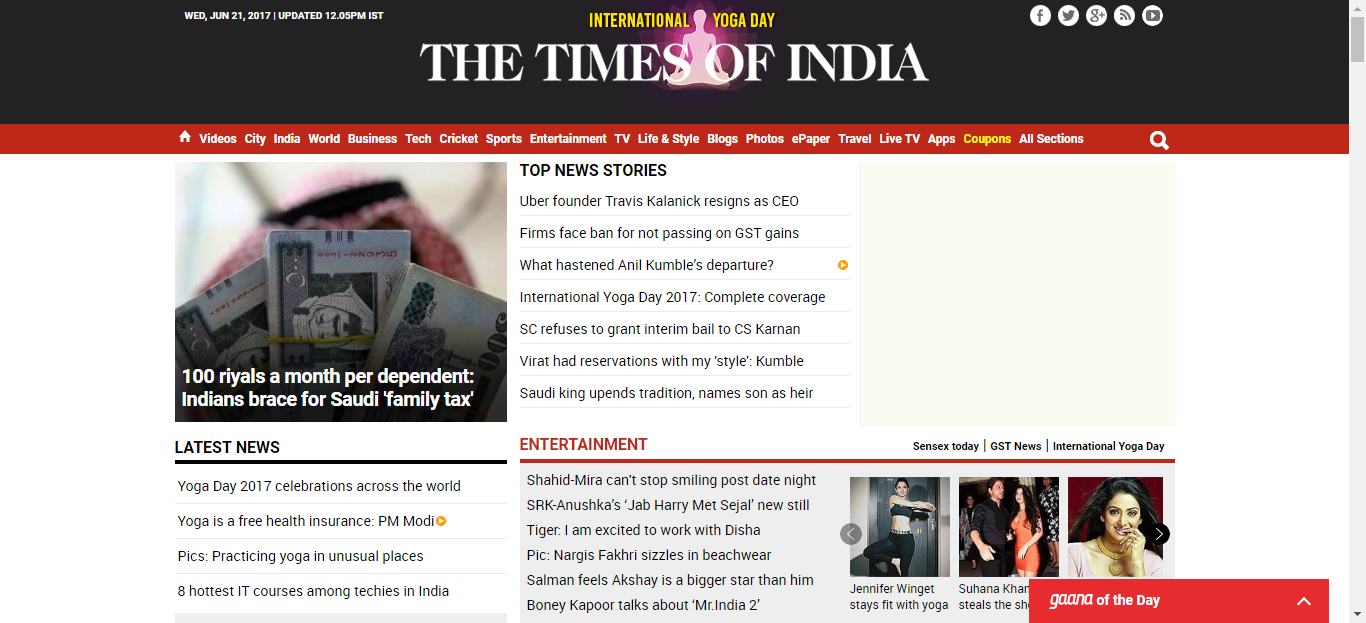 WED, JUN 21, 2017 | UPDATED 12.05PM IST
INTERNATIONAL YOGA DAY
THE TIMES OF INDIA
Videos City India World Business Tech Cricket Sports Entertainment TV Life & Style Blogs Photos ePaper Travel Live TV Apps Coupons All Sections
100 riyals a month per dependent:
Indians brace for Saudi 'family tax'
TOP NEWS STORIES
Uber founder Travis Kalanick resigns as CEO
Firms face ban for not passing on GST gains
What hastened Anil Kumble's departure?
International Yoga Day 2017: Complete coverage
SC refuses to grant interim bail to CS Karnan
Virat had reservations with my 'style': Kumble
Saudi king upends tradition, names son as heir
LATEST NEWS
Yoga Day 2017 celebrations across the world
Yoga is a free health insurance: PM Modi
Pics: Practicing yoga in unusual places
8 hottest IT courses among techies in India
ENTERTAINMENT
Sensex today | GST News | International Yoga Day
Shahid-Mira can't stop smiling post date night
SRK-Anushka's ‘Jab Harry Met Sejal’ new still
Tiger: I am excited to work with Disha
Pic: Nargis Fakhri sizzles in beachwear
Salman feels Akshay is a bigger star than him
Boney Kapoor talks about ‘Mr.India 2’
Jennifer Winget
stays fit with yoga
Suhana Khan
steals the
gaana of the Day